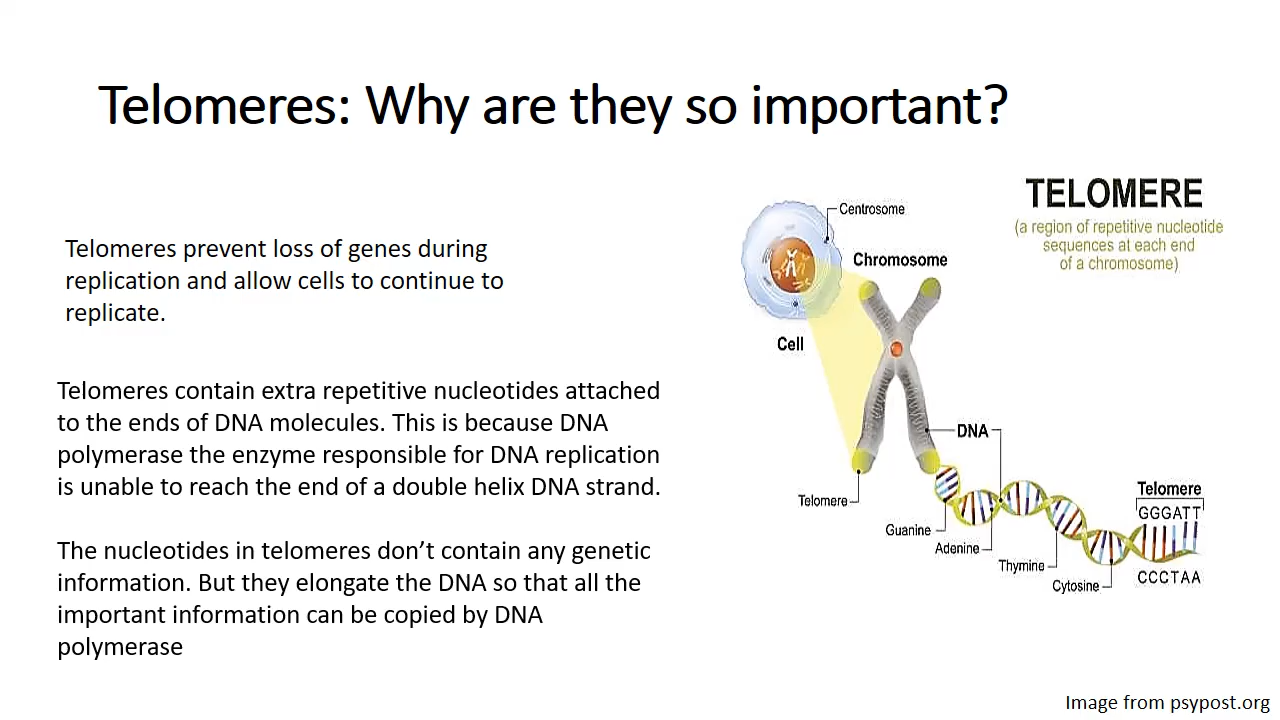 Telomeres: Why are they so important?
Telomeres prevent loss of genes during
replication and allow cells to continue to
replicate.
Telomeres contain extra repetitive nucleotides attached
to the ends of DNA molecules. This is because DNA
polymerase the enzyme responsible for DNA replication
is unable to reach the end of a double helix DNA strand.
The nucleotides in telomeres don’t contain any genetic
information. But they elongate the DNA so that all the
important information can be copied by DNA
polymerase
TELOMERE
(a region of repetitive nucleotide
sequences at each end
of a chromosome)
Centrosome
Chromosome
Cell
DNA
Telomere
Guanine
Adenine
Thymine
Cytosine
Telomere
GGGATT
CCCTAA
Image from psypost.org